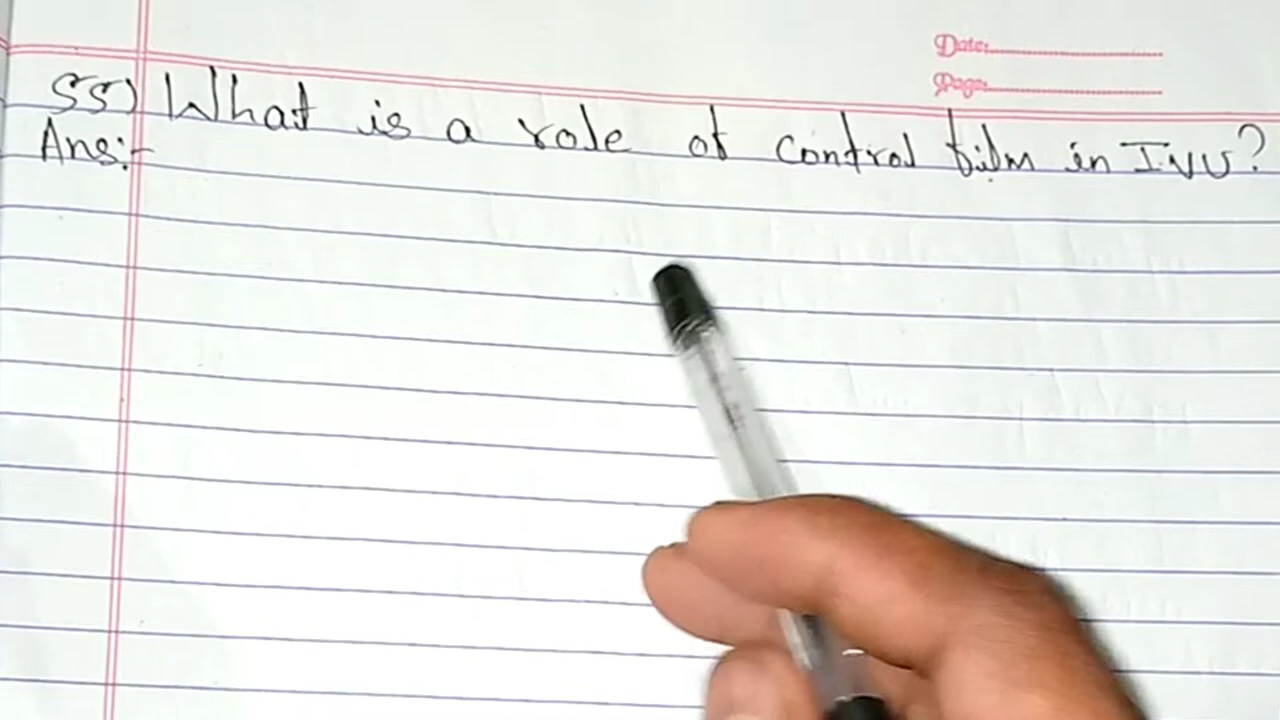 Date:
Page:
55) What is a role of control film in IVU?
Ans:-